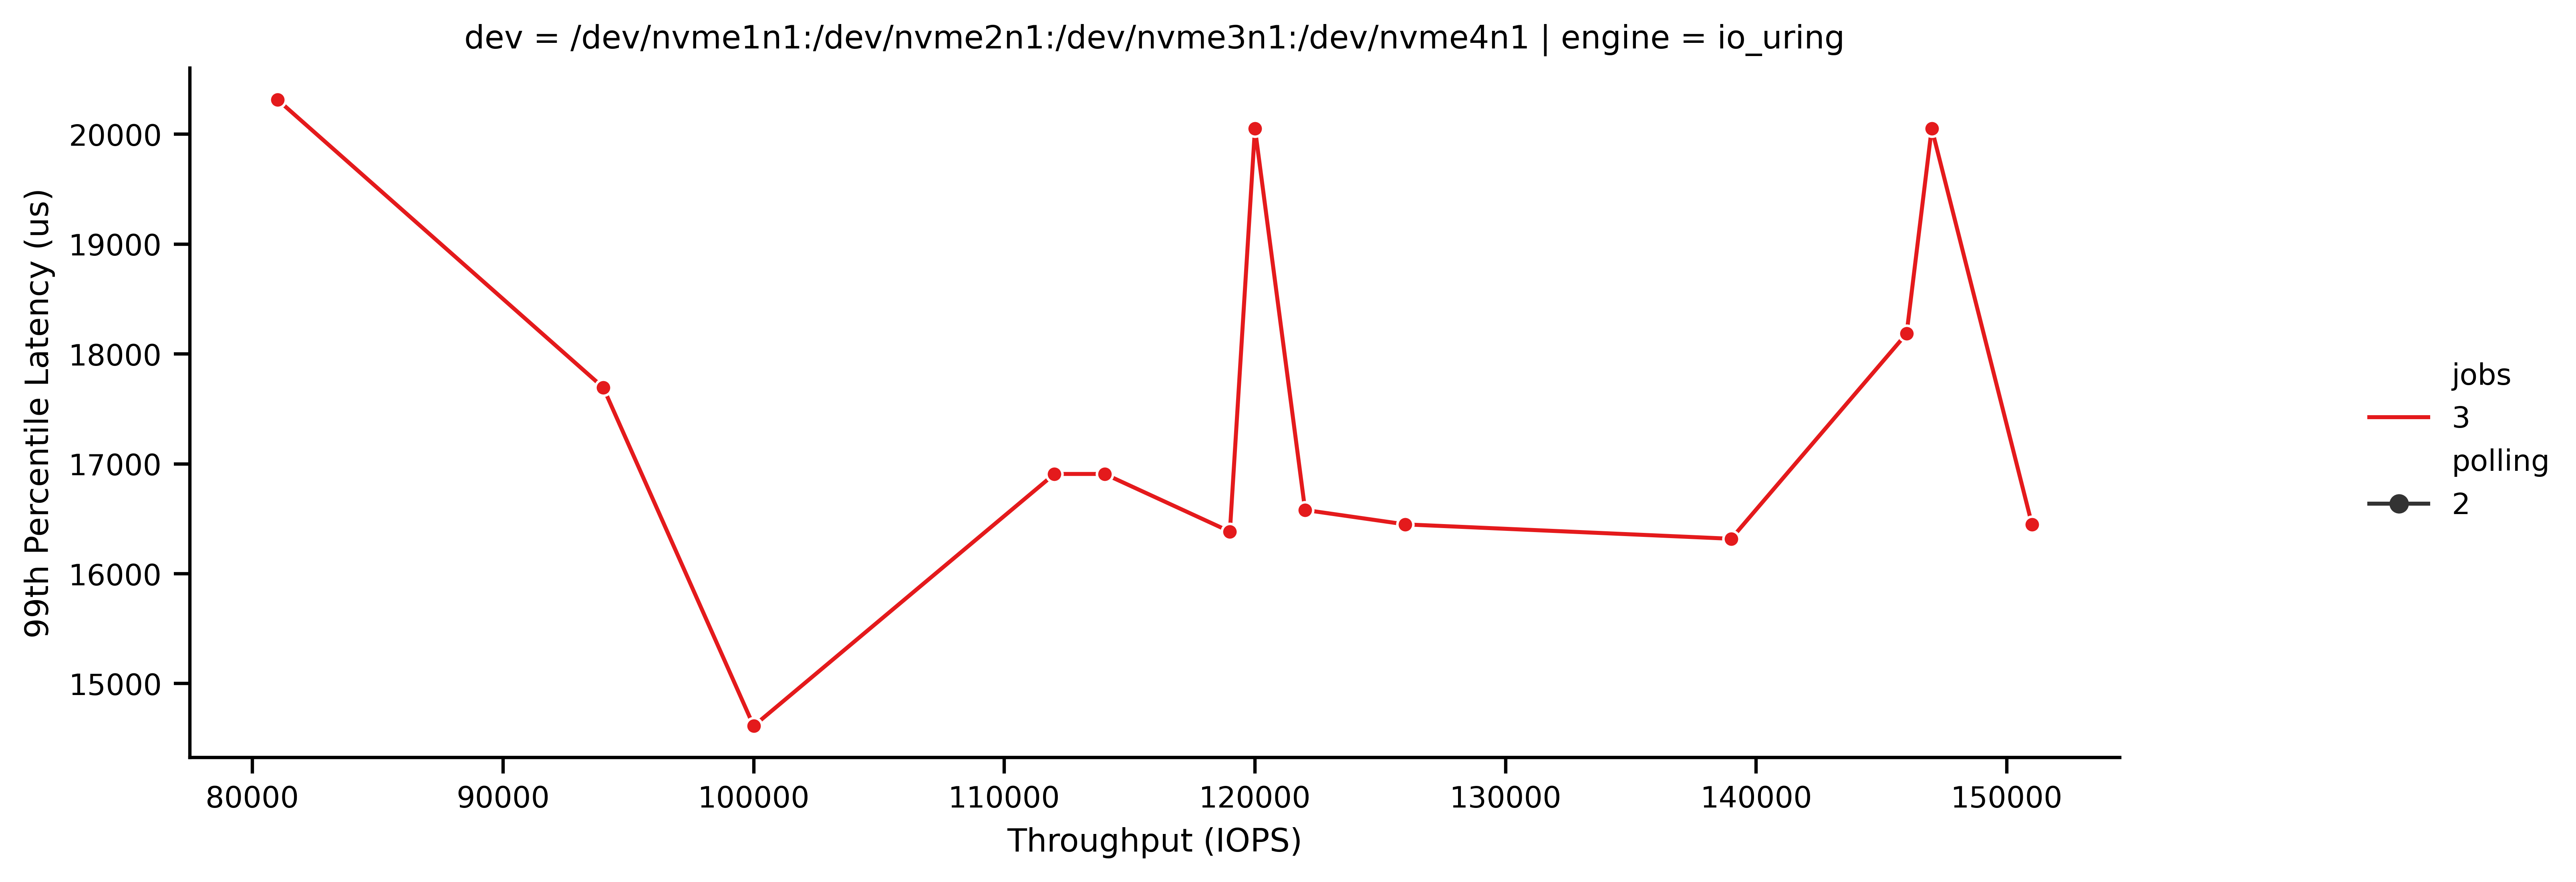 dev = /dev/nvme1n1:/dev/nvme2n1:/dev/nvme3n1:/dev/nvme4n1 | engine = io_uring
99th Percentile Latency (us)
20000
19000
18000
17000
16000
15000
80000 90000 100000 110000 120000 130000 140000 150000
Throughput (IOPS)
jobs
3
polling
2